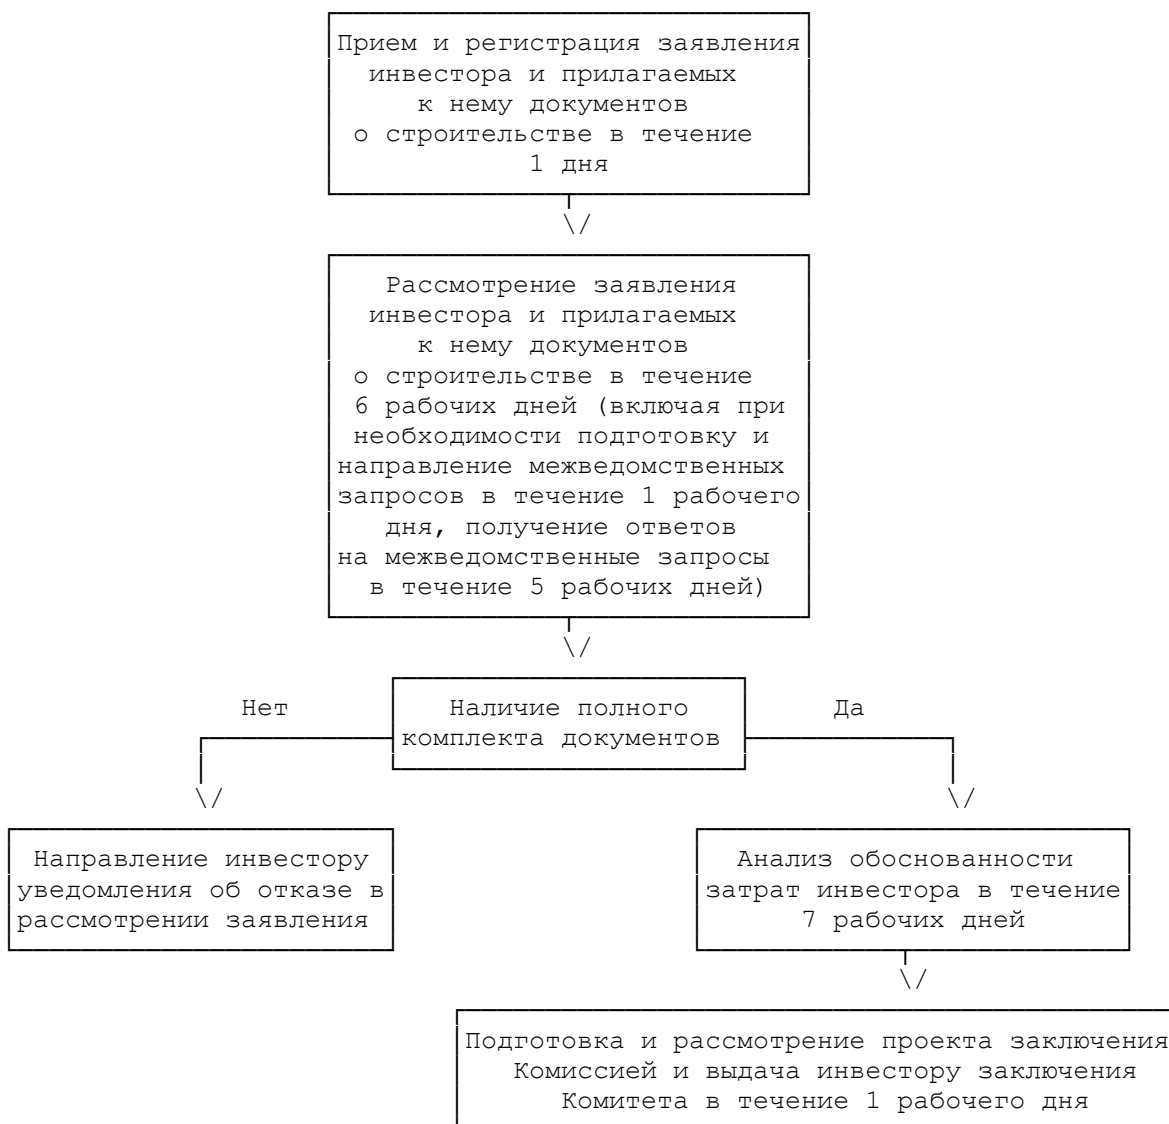 Прием и регистрация заявления
инвестора и прилагаемых
к нему документов
о строительстве в течение
1 дня
\/
Рассмотрение заявления
инвестора и прилагаемых
к нему документов
о строительстве в течение
6 рабочих дней (включая при
необходимости подготовку и
направление межведомственных
запросов в течение 1 рабочего
дня, получение ответов
на межведомственные запросы
в течение 5 рабочих дней)
\/
Нет
Наличие полного
Да
комплекта документов
\/
\/
Направление инвестору
уведомления об отказе в
рассмотрении заявления
Анализ обоснованности
затрат инвестора в течение
7 рабочих дней
\/
Подготовка и рассмотрение проекта заключения
Комиссией и выдача инвестору заключения
Комитета в течение 1 рабочего дня